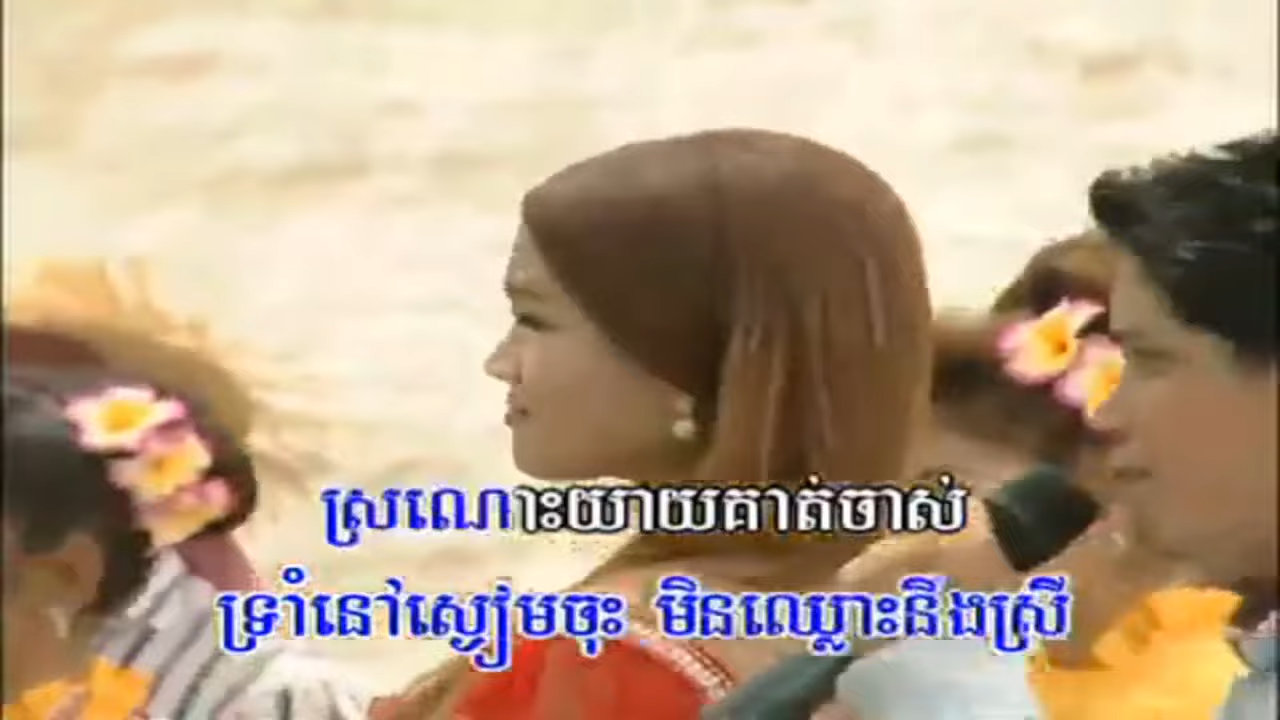 ស្រណោះយាយគាត់ចាស់
ទ្រាំនៅស្ងៀមចុះ មិនឈ្លោះនឹងស្រី